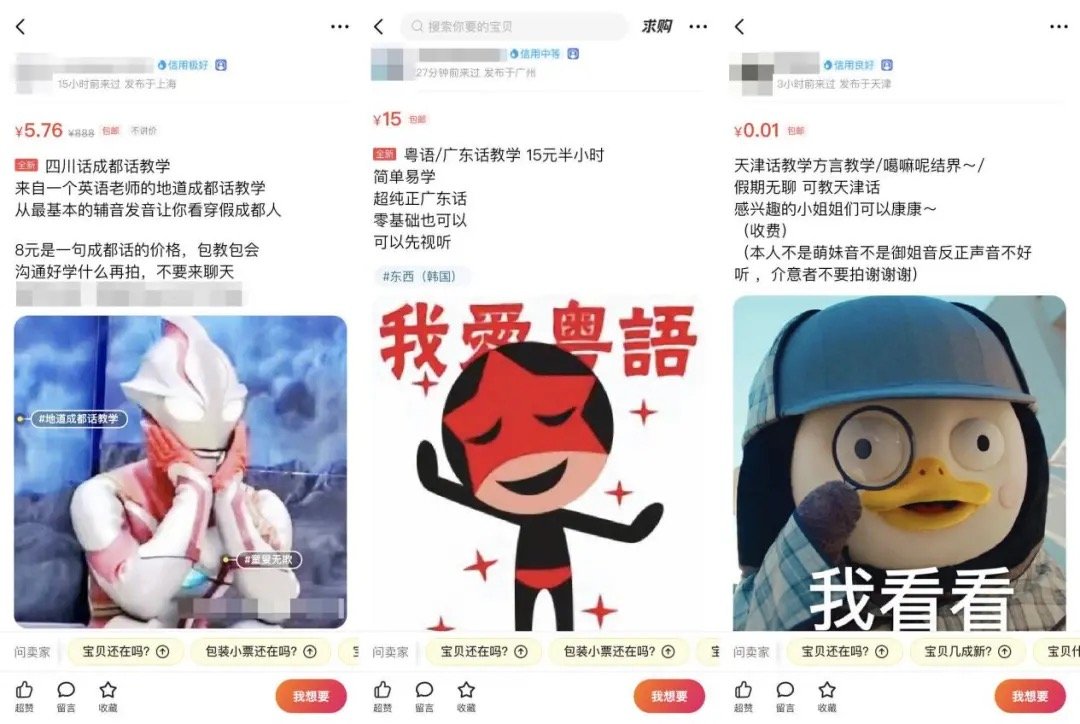 信用极好
15小时前来过 发布于上海
¥5.76 ¥888 包邮 不讲价
全新 四川话成都话教学
来自一个英语老师的地道成都话教学
从最基本的辅音发音让你看穿假成都人
8元是一句成都话的价格，包教包会
沟通好学什么再拍，不要来聊天
#地道成都话教学
#童叟无欺
问卖家 宝贝还在吗? 包装小票还在吗?
超赞 留言 收藏 我想要
搜索你要的宝贝 求购
信用中等
27分钟前来过 发布于广州
¥15 包邮
全新 粤语/广东话教学 15元半小时
简单易学
超纯正广东话
零基础也可以
可以先视听
#东西（韩国）
我愛粵語
问卖家 宝贝还在吗? 包装小票还在吗?
超赞 留言 收藏 我想要
信用良好
3小时前来过 发布于天津
¥0.01 包邮
天津话教学方言教学/噶嘛呢结界～/
假期无聊 可教天津话
感兴趣的小姐姐们可以康康～
（收费）
（本人不是萌妹音不是御姐音反正声音不好
听 ，介意者不要拍谢谢谢）
我看看
问卖家 宝贝还在吗? 宝贝几成新? 宝贝什
超赞 留言 收藏 我想要